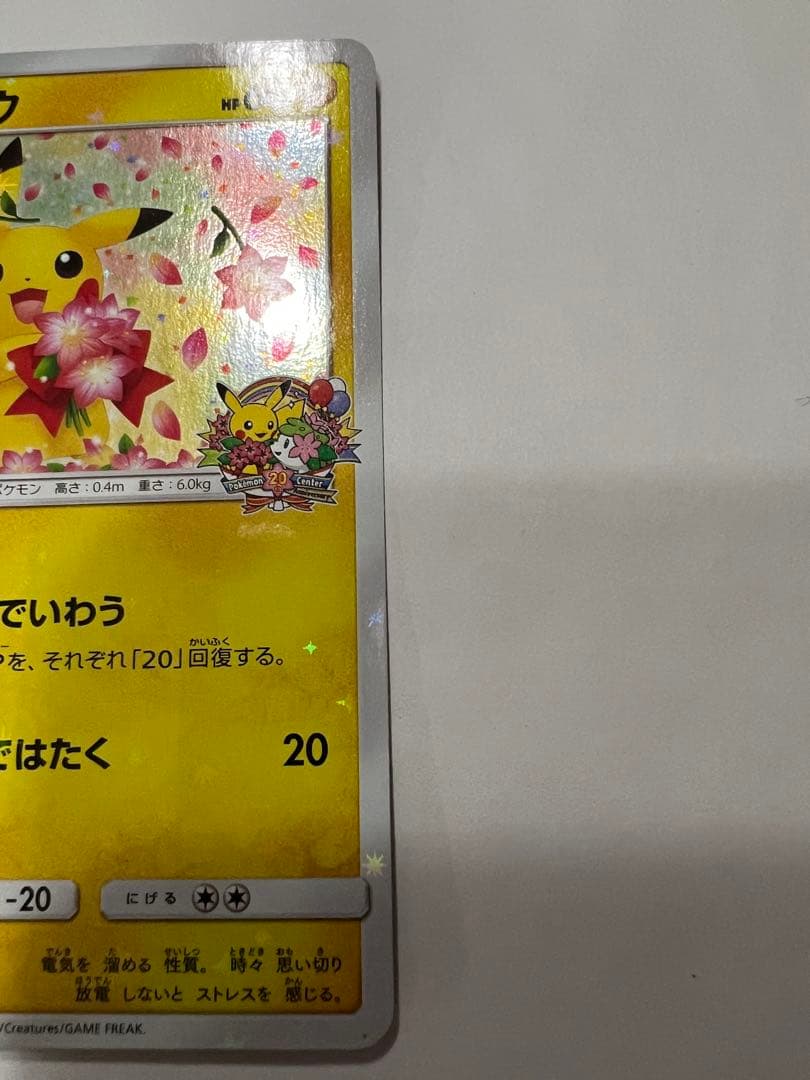 ウ HP
Pokémon 20 Center
Anniversary
ポケモン 高さ:0.4m 重さ:6.0kg
でいわう
かいふく
を、それぞれ「20」回復する。
ではたく 20
-20 にげる
でんき た せいしつ ときどき おも き
電気を 溜める 性質。 時々 思い切り
ほうでん かん
放電 しないと ストレスを 感じる。
/Creatures/GAME FREAK.